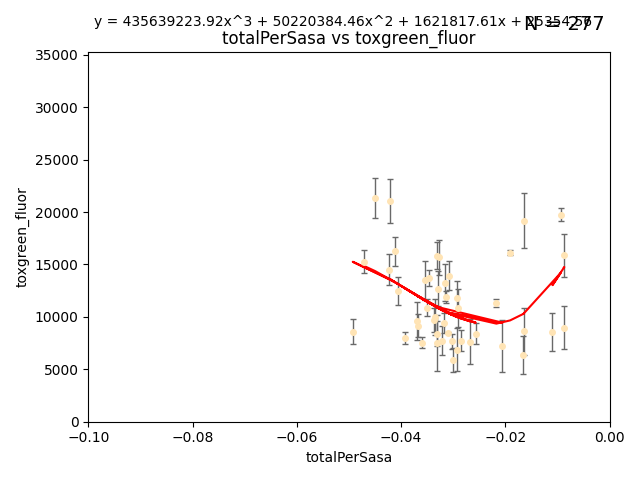 y = 435639223.92x^3 + 50220384.46x^2 + 1621817.61x + 25354.56
N = 277
totalPerSasa vs toxgreen_fluor
35000
30000
25000
20000
15000
10000
5000
0
toxgreen_fluor
−0.10
−0.08
−0.06
−0.04
−0.02
0.00
totalPerSasa